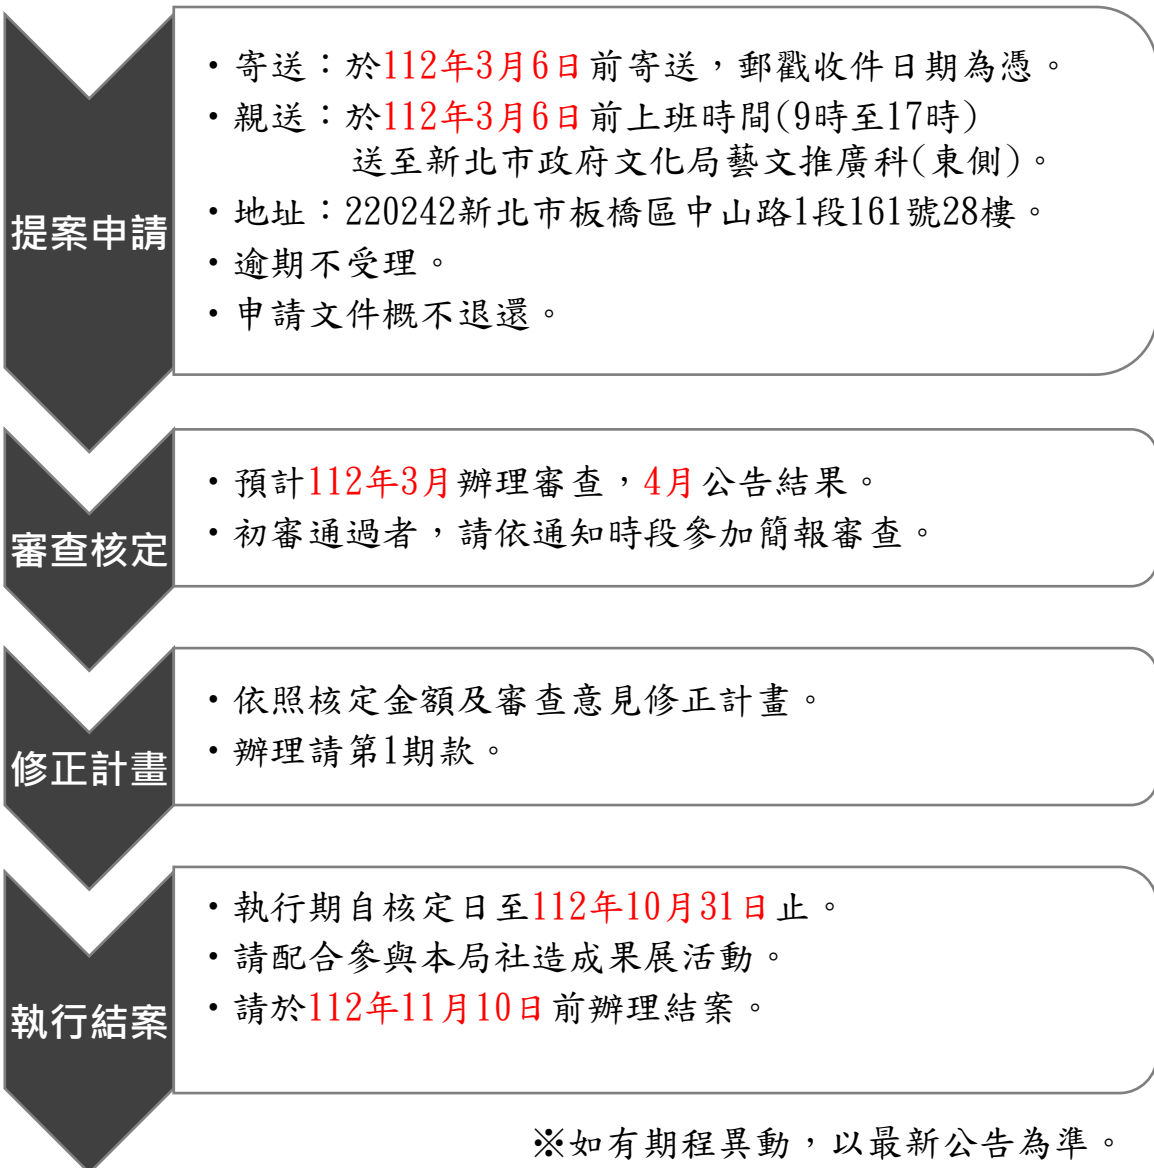 提案申請
・寄送：於112年3月6日前寄送，郵戳收件日期為憑。
・親送：於112年3月6日前上班時間(9時至17時)
送至新北市政府文化局藝文推廣科(東側)。
・地址：220242新北市板橋區中山路1段161號28樓。
・逾期不受理。
・申請文件概不退還。
審查核定
・預計112年3月辦理審查，4月公告結果。
・初審通過者，請依通知時段參加簡報審查。
修正計畫
・依照核定金額及審查意見修正計畫。
・辦理請第1期款。
執行結案
・執行期自核定日至112年10月31日止。
・請配合參與本局社造成果展活動。
・請於112年11月10日前辦理結案。
※如有期程異動，以最新公告為準。